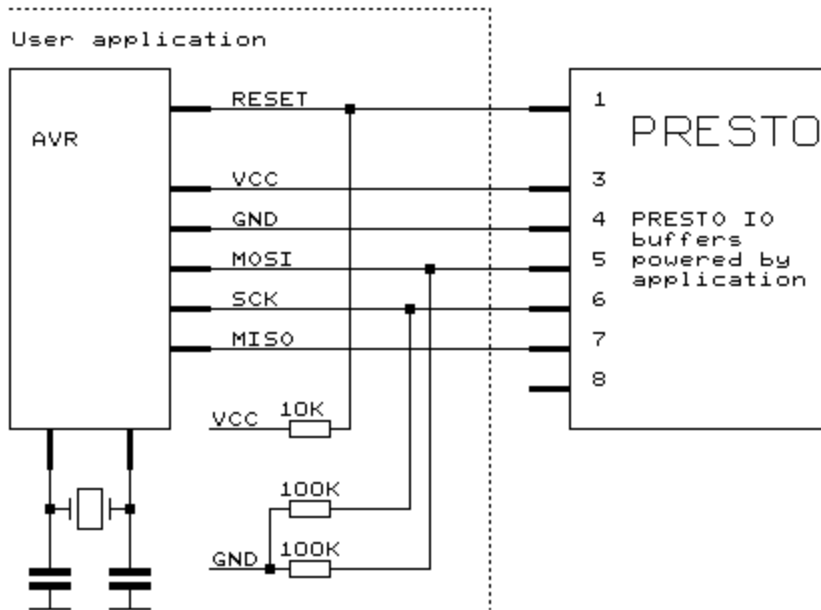 User application
AVR
RESET
VCC
GND
MOSI
SCK
MISO
1
3
4
5
6
7
8
PRESTO
PRESTO IO
buffers
powered by
application
VCC
10K
100K
GND
100K